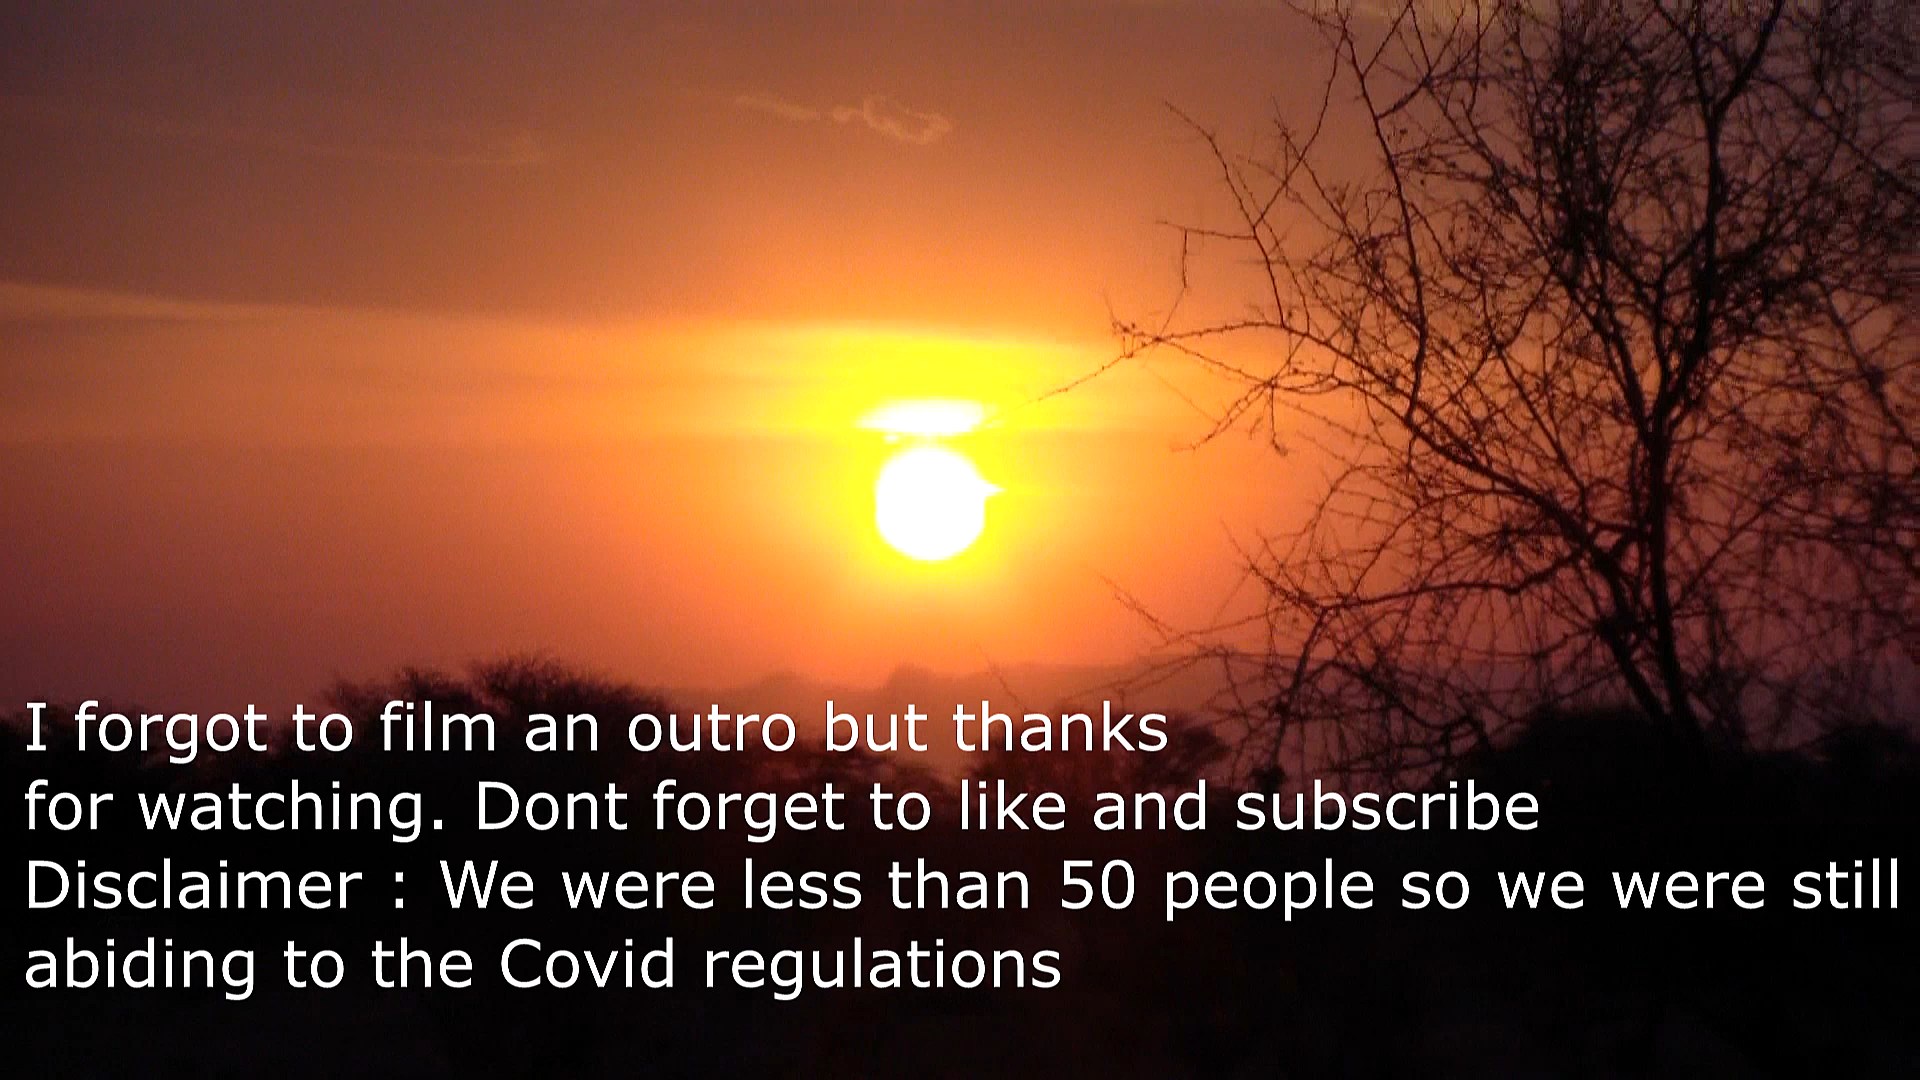 I forgot to film an outro but thanks
for watching. Dont forget to like and subscribe
Disclaimer : We were less than 50 people so we were still
abiding to the Covid regulations